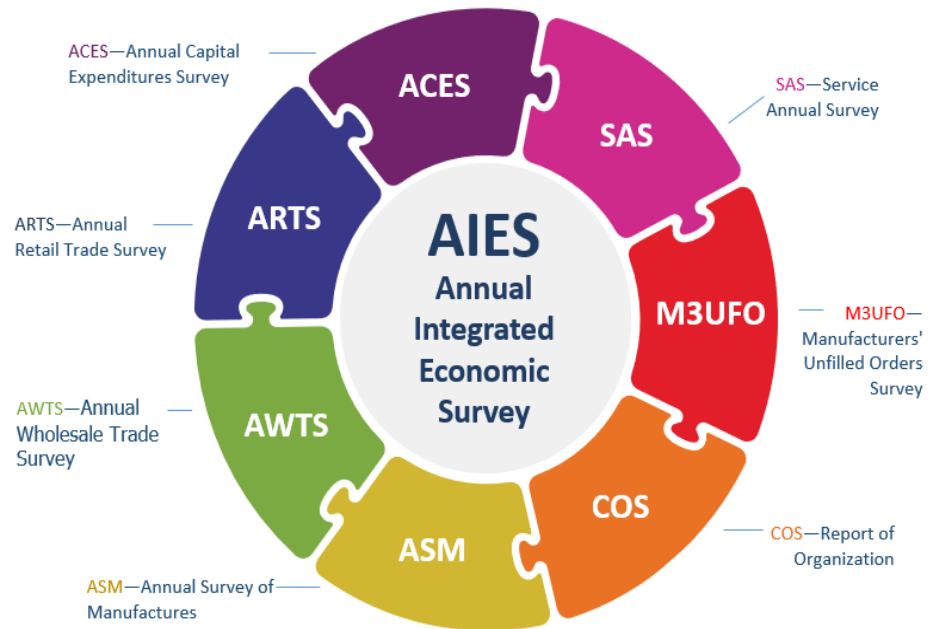 ACES—Annual Capital
Expenditures Survey
ACES
SAS
SAS—Service
Annual Survey
ARTS—Annual
Retail Trade Survey
ARTS
AIES
Annual
Integrated
Economic
Survey
M3UFO
M3UFO—
Manufacturers'
Unfilled Orders
Survey
AWTS—Annual
Wholesale Trade
Survey
AWTS
COS
COS—Report of
Organization
ASM
ASM—Annual Survey of
Manufactures